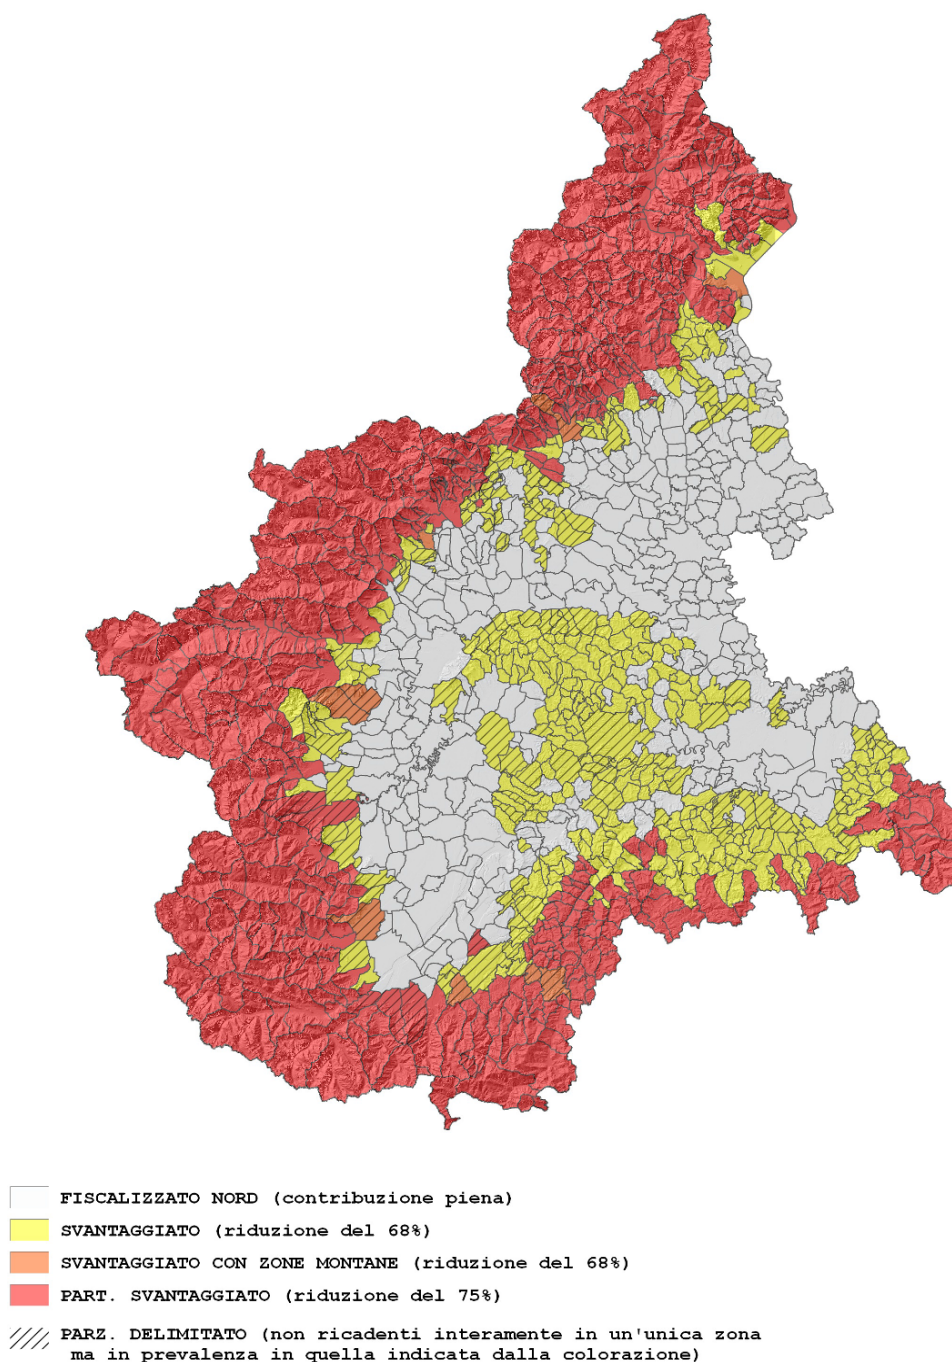 FISCALIZZATO NORD (contribuzione piena)
SVANTAGGIATO (riduzione del 68%)
SVANTAGGIATO CON ZONE MONTANE (riduzione del 68%)
PART. SVANTAGGIATO (riduzione del 75%)
PARZ. DELIMITATO (non ricadenti interamente in un'unica zona
ma in prevalenza in quella indicata dalla colorazione)